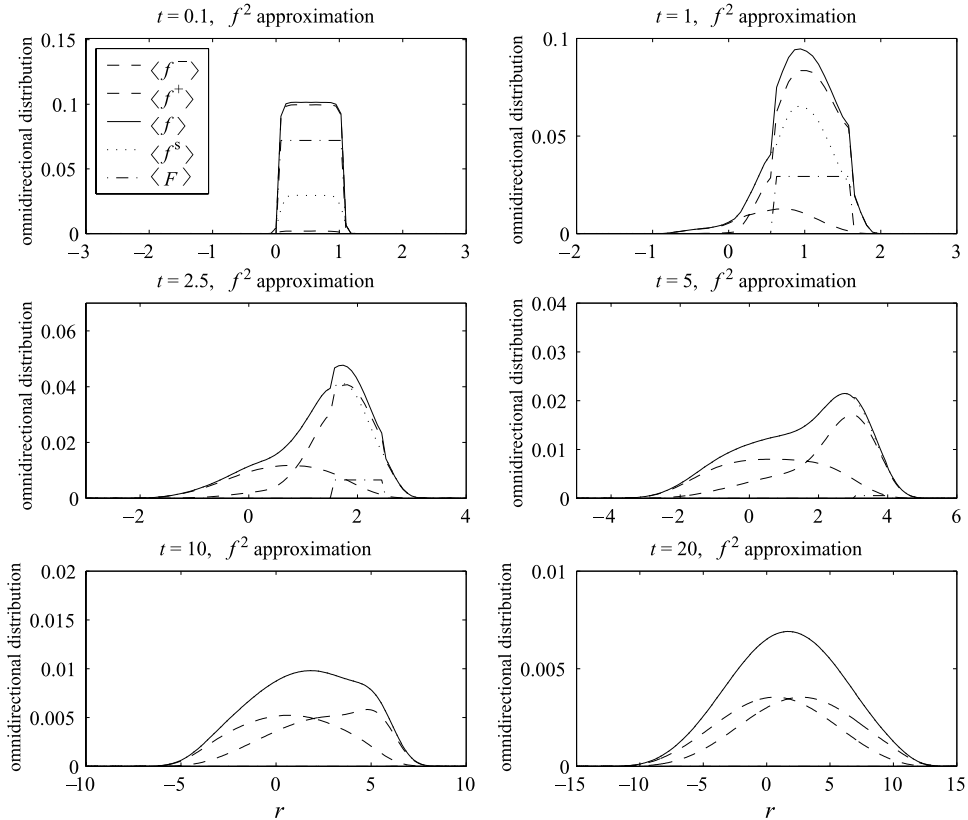 t = 0.1, f² approximation
omnidirectional distribution
0.15
0.1
0.05
0
−3 −2 −1 0 1 2 3
⟨f⁻⟩
⟨f⁺⟩
⟨f⟩
⟨fˢ⟩
⟨F⟩
t = 1, f² approximation
omnidirectional distribution
0.1
0.05
0
−2 −1 0 1 2 3
t = 2.5, f² approximation
omnidirectional distribution
0.06
0.04
0.02
0
−2 0 2 4
t = 5, f² approximation
omnidirectional distribution
0.04
0.03
0.02
0.01
0
−4 −2 0 2 4 6
t = 10, f² approximation
omnidirectional distribution
0.02
0.015
0.01
0.005
0
−10 −5 0 5 10
r
t = 20, f² approximation
omnidirectional distribution
0.01
0.005
0
−15 −10 −5 0 5 10 15
r